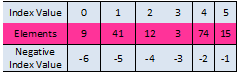 Index Value 0 1 2 3 4 5
Elements 9 41 12 3 74 15
Negative
Index Value -6 -5 -4 -3 -2 -1